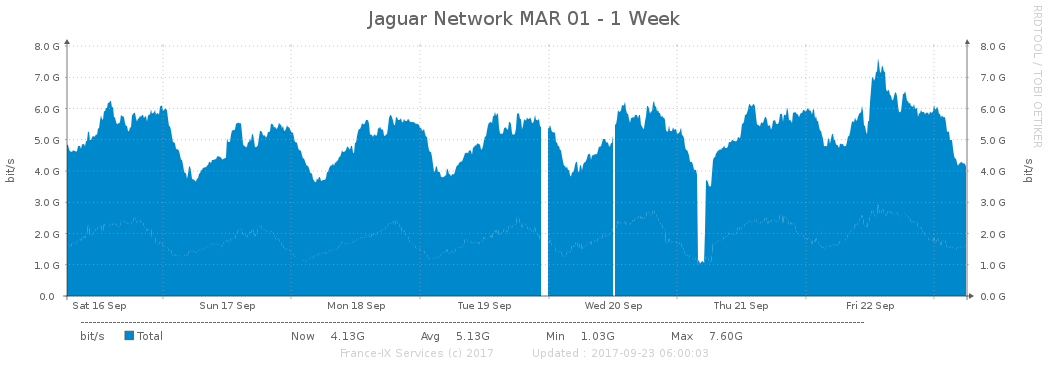 Jaguar Network MAR 01 - 1 Week
RRDTOOL / TOBI OETIKER
8.0 G 8.0 G
7.0 G 7.0 G
6.0 G 6.0 G
5.0 G 5.0 G
4.0 G 4.0 G
3.0 G 3.0 G
2.0 G 2.0 G
1.0 G 1.0 G
0.0 0.0 G
bit/s bit/s
Sat 16 Sep Sun 17 Sep Mon 18 Sep Tue 19 Sep Wed 20 Sep Thu 21 Sep Fri 22 Sep
bit/s Total Now 4.13G Avg 5.13G Min 1.03G Max 7.60G
France-IX Services (c) 2017 Updated : 2017-09-23 06:00:03